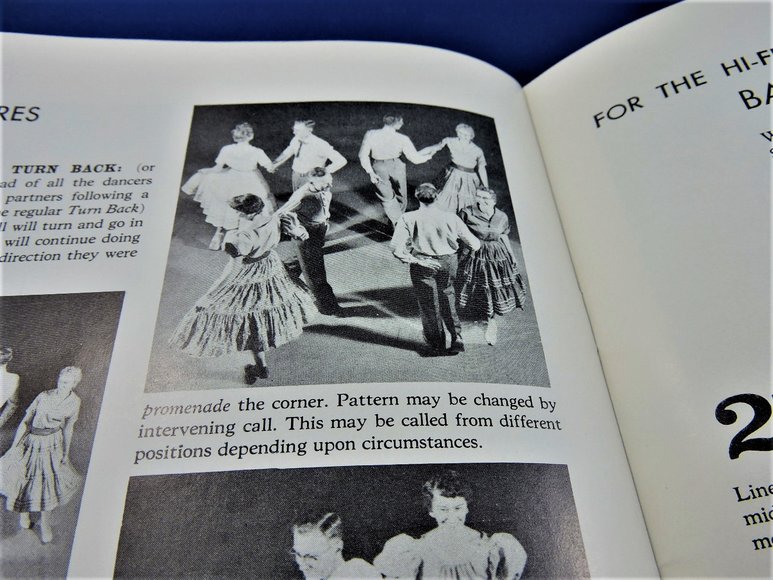 RES
TURN BACK: (or
ad of all the dancers
partners following a
e regular Turn Back)
ll will turn and go in
will continue doing
direction they were
promenade the corner. Pattern may be changed by
intervening call. This may be called from different
positions depending upon circumstances.
FOR THE HI-F
BA
W
2
Line
mid
mo